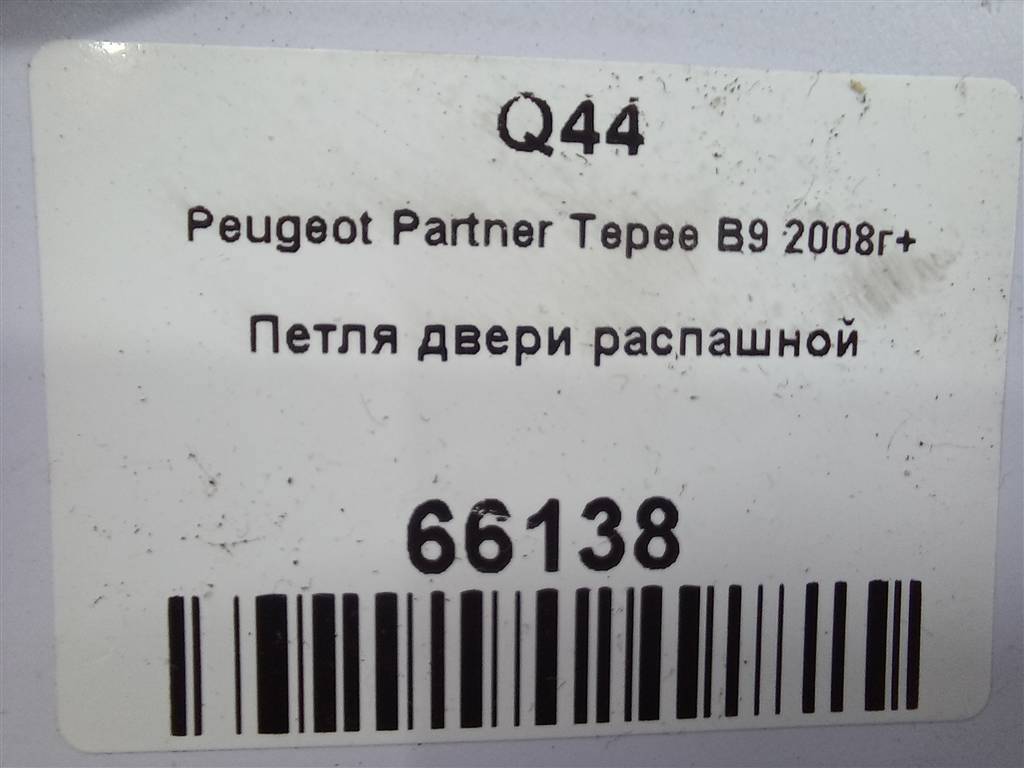 Q44
Peugeot Partner Tepee B9 2008г+
Петля двери распашной
66138